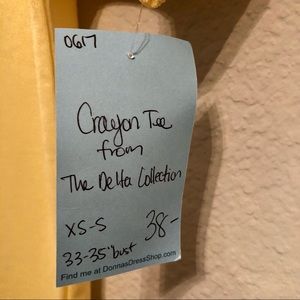 0617
Crayon Tee
from
The Delta Collection
XS-S 38-
33-35" bust
Find me at DonnasDressShop.com